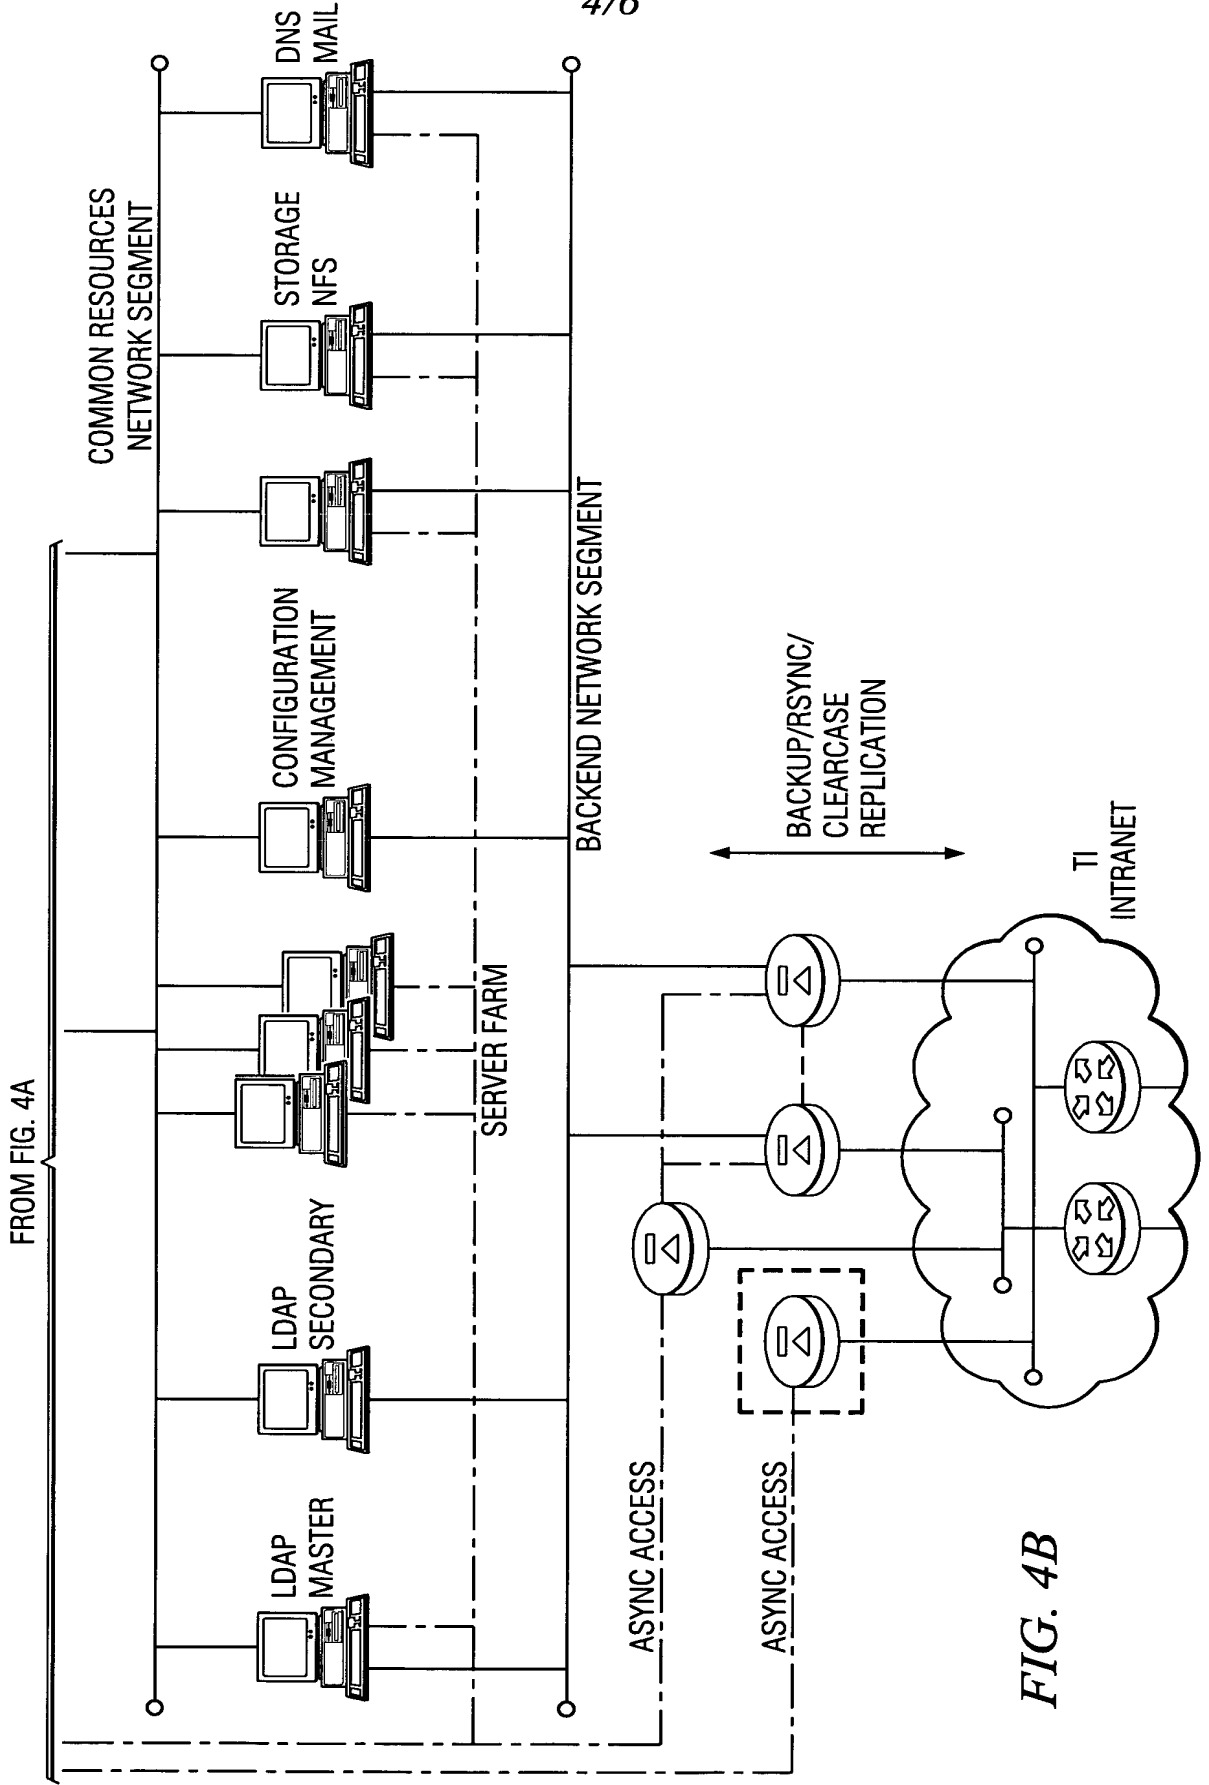 4/6
FROM FIG. 4A
COMMON RESOURCES
NETWORK SEGMENT
LDAP
MASTER
LDAP
SECONDARY
SERVER FARM
CONFIGURATION
MANAGEMENT
STORAGE
NFS
DNS
MAIL
BACKEND NETWORK SEGMENT
ASYNC ACCESS
ASYNC ACCESS
BACKUP/RSYNC/
CLEARCASE
REPLICATION
TI
INTRANET
FIG. 4B